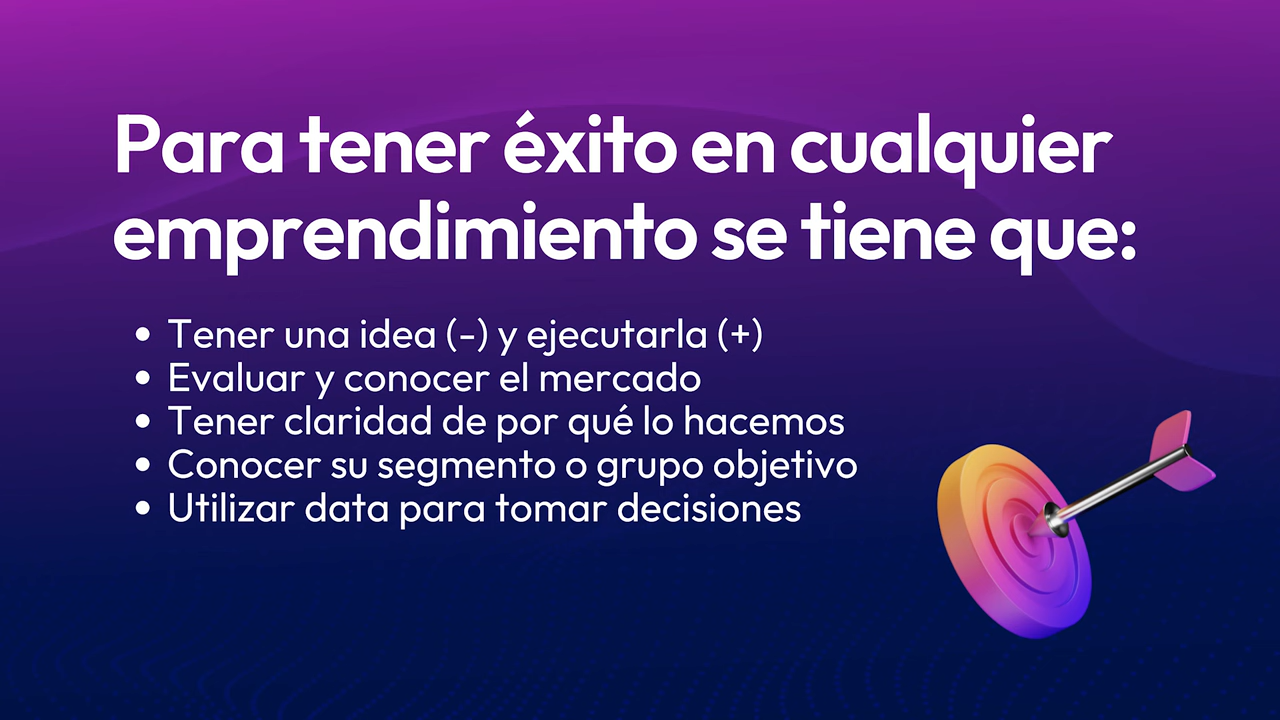 Para tener éxito en cualquier
emprendimiento se tiene que:
• Tener una idea (-) y ejecutarla (+)
• Evaluar y conocer el mercado
• Tener claridad de por qué lo hacemos
• Conocer su segmento o grupo objetivo
• Utilizar data para tomar decisiones